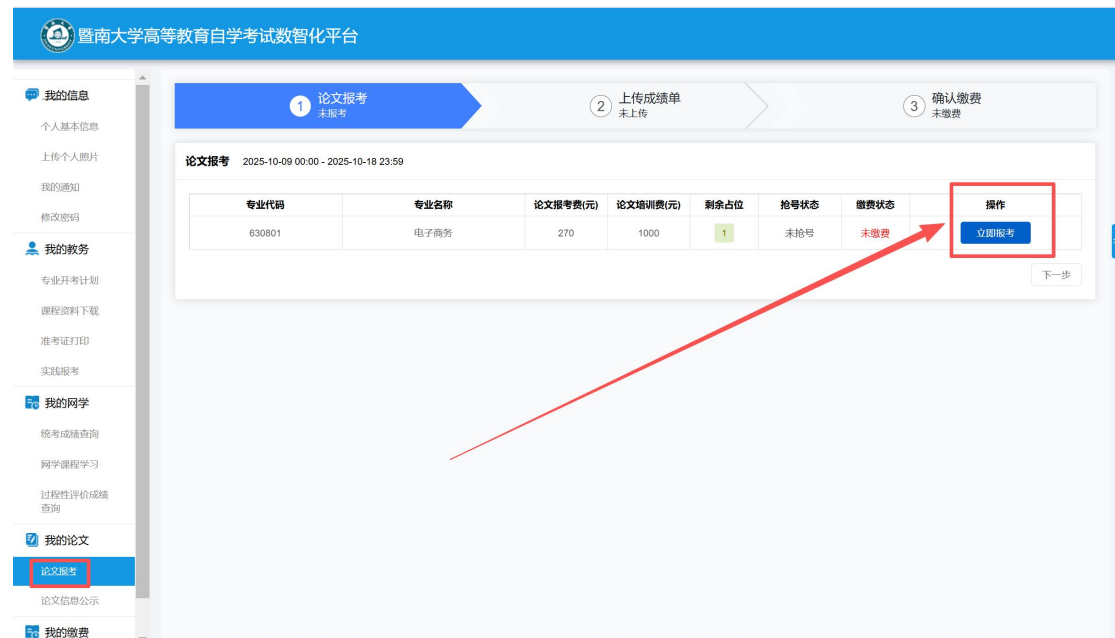 暨南大学高等教育自学考试数智化平台
我的信息
个人基本信息
上传个人照片
我的通知
修改密码
我的教务
专业开考计划
课程资料下载
准考证打印
实践报考
我的网学
统考成绩查询
网学课程学习
过程性评价成绩
查询
我的论文
论文报考
论文信息公示
我的缴费
1 论文报考
未报考
2 上传成绩单
未上传
3 确认缴费
未缴费
论文报考 2025-10-09 00:00 - 2025-10-18 23:59
专业代码 专业名称 论文报考费(元) 论文培训费(元) 剩余占位 抢号状态 缴费状态 操作
630801 电子商务 270 1000 1 未抢号 未缴费 立即报考
下一步